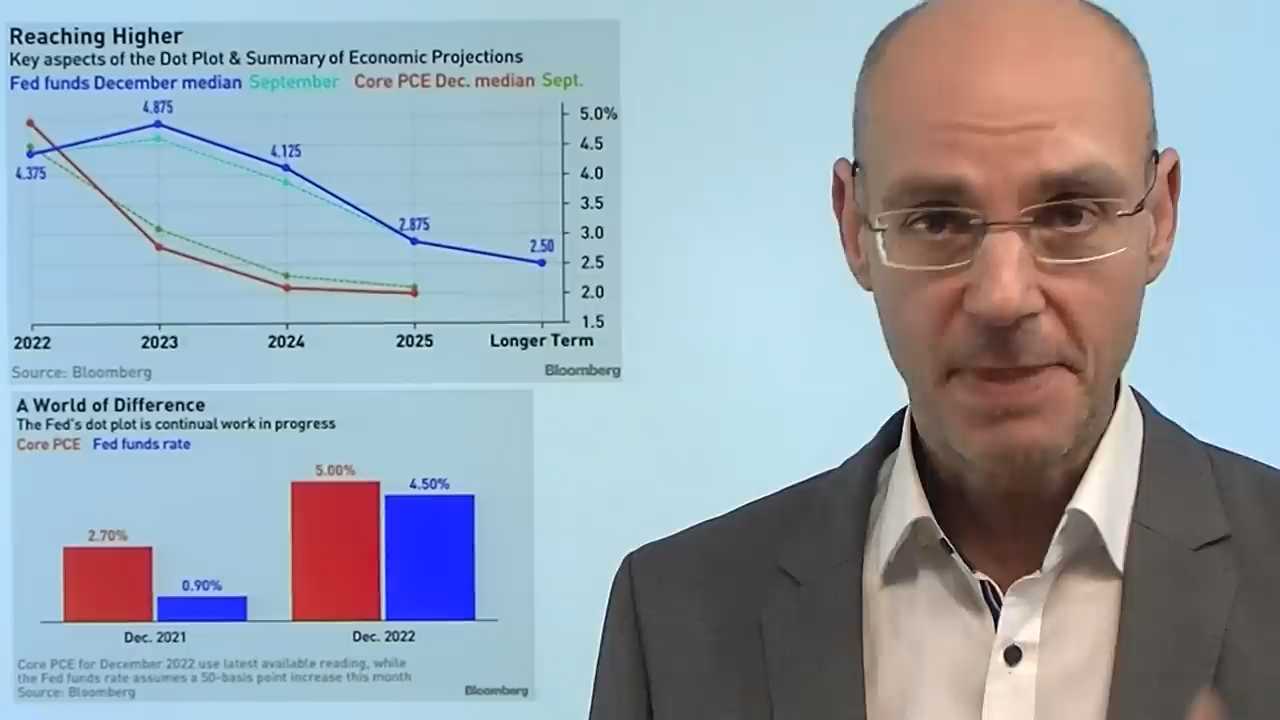 Reaching Higher
Key aspects of the Dot Plot & Summary of Economic Projections
Fed funds December median September Core PCE Dec. median Sept.
4.875
5.0%
4.5
4.125
4.375
4.0
3.5
2.875
3.0
2.50
2.5
2.0
1.5
2022 2023 2024 2025 Longer Term
Source: Bloomberg Bloomberg
A World of Difference
The Fed's dot plot is continual work in progress
Core PCE Fed funds rate
5.00%
4.50%
2.70%
0.90%
Dec. 2021 Dec. 2022
Core PCE for December 2022 use latest available reading, while
the Fed funds rate assumes a 50-basis point increase this month
Source: Bloomberg Bloomberg